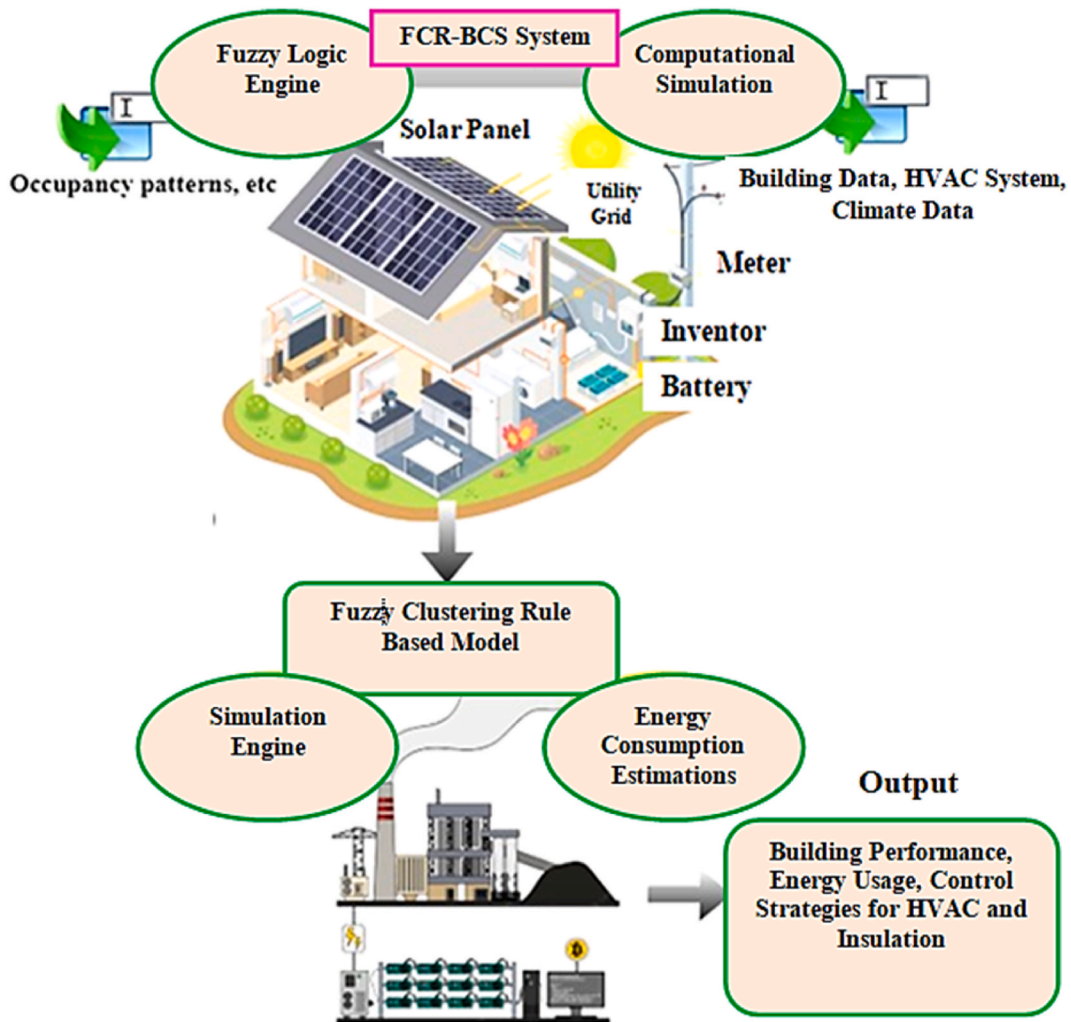 FCR-BCS System
Fuzzy Logic
Engine
Computational
Simulation
Solar Panel
Occupancy patterns, etc
Utility
Grid
Building Data, HVAC System,
Climate Data
Meter
Inventor
Battery
Fuzzy Clustering Rule
Based Model
Simulation
Engine
Energy
Consumption
Estimations
Output
Building Performance,
Energy Usage, Control
Strategies for HVAC and
Insulation